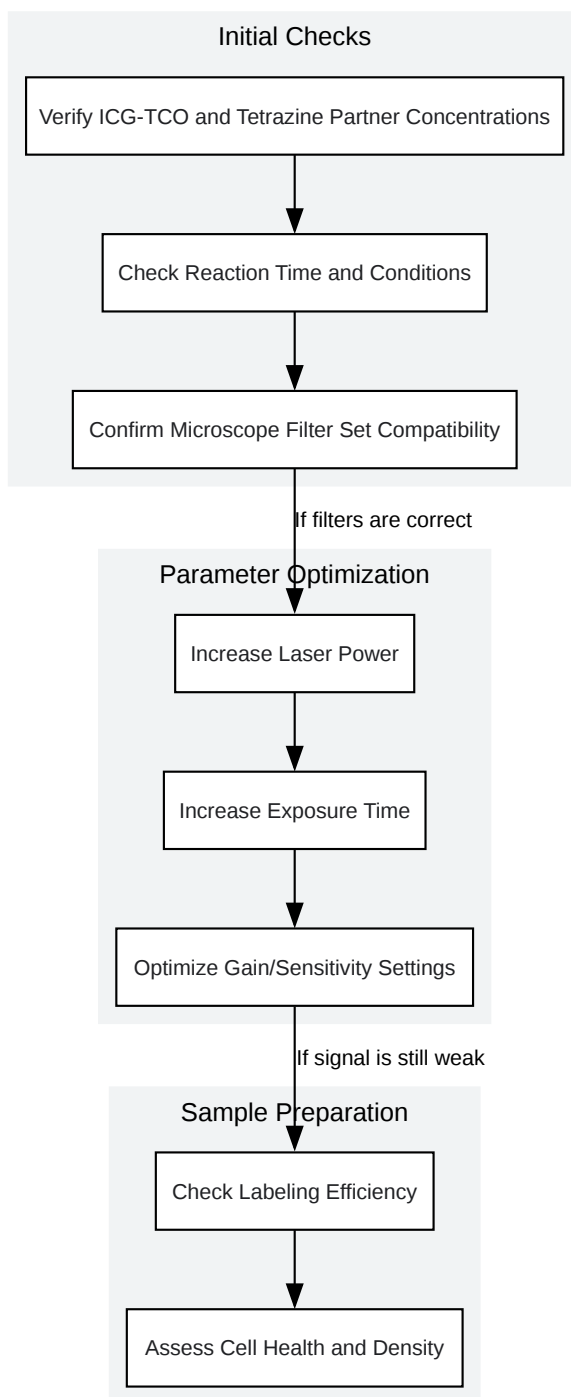 Initial Checks
Verify ICG-TCO and Tetrazine Partner Concentrations
Check Reaction Time and Conditions
Confirm Microscope Filter Set Compatibility
If filters are correct
Parameter Optimization
Increase Laser Power
Increase Exposure Time
Optimize Gain/Sensitivity Settings
If signal is still weak
Sample Preparation
Check Labeling Efficiency
Assess Cell Health and Density